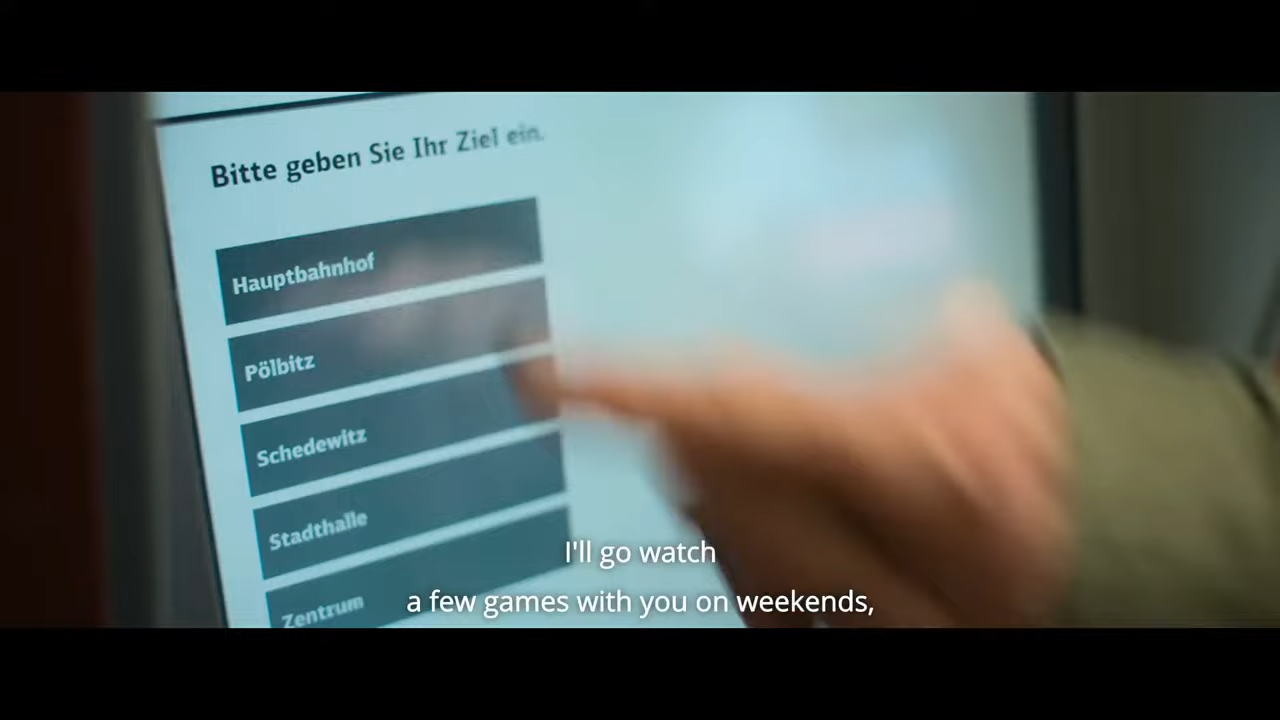 Bitte geben Sie Ihr Ziel ein.
Hauptbahnhof
Pölbitz
Schedewitz
Stadthalle
Zentrum
I'll go watch
a few games with you on weekends,